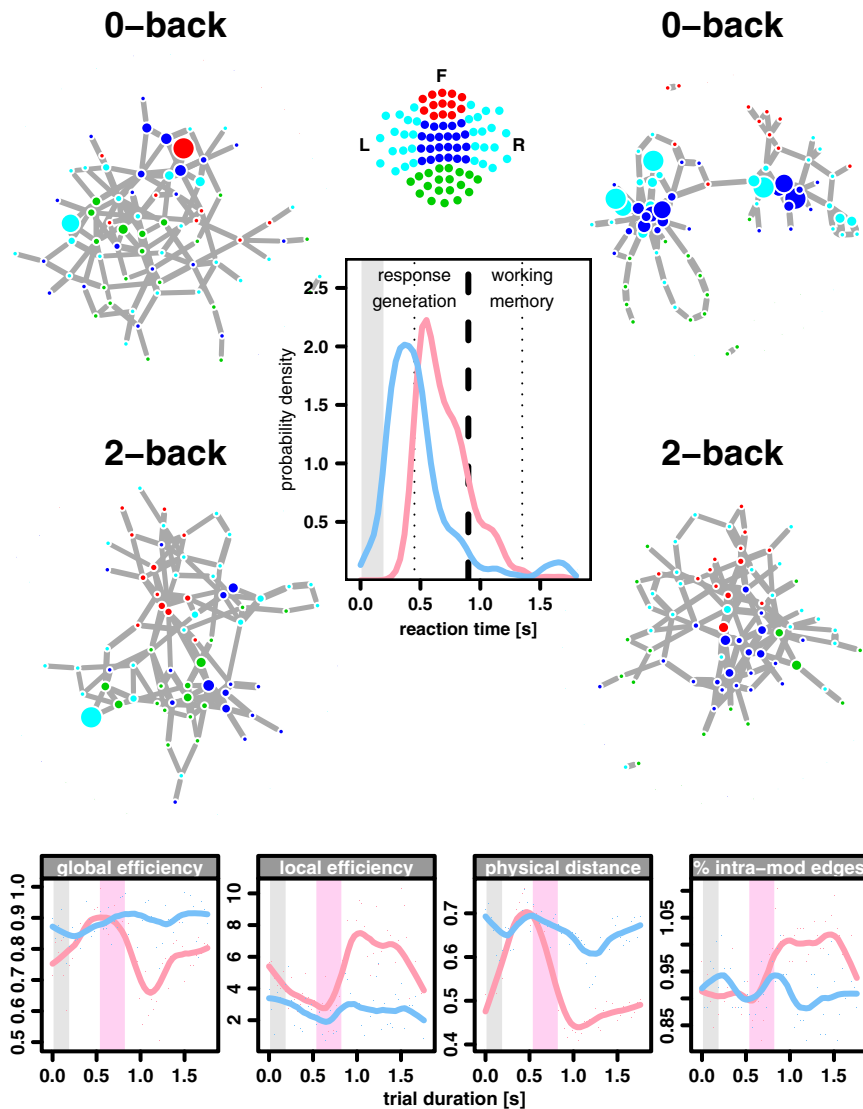 0−back
0−back
F
L
R
response
generation
working
memory
probability density
2.5
2.0
1.5
1.0
0.5
0.0 0.5 1.0 1.5
reaction time [s]
2−back
2−back
global efficiency
local efficiency
physical distance
% intra−mod edges
0.5 0.6 0.7 0.8 0.9 1.0
2 4 6 8 10
0.4 0.5 0.6 0.7
0.85 0.95 1.05
0.0 0.5 1.0 1.5
0.0 0.5 1.0 1.5
0.0 0.5 1.0 1.5
0.0 0.5 1.0 1.5
trial duration [s]